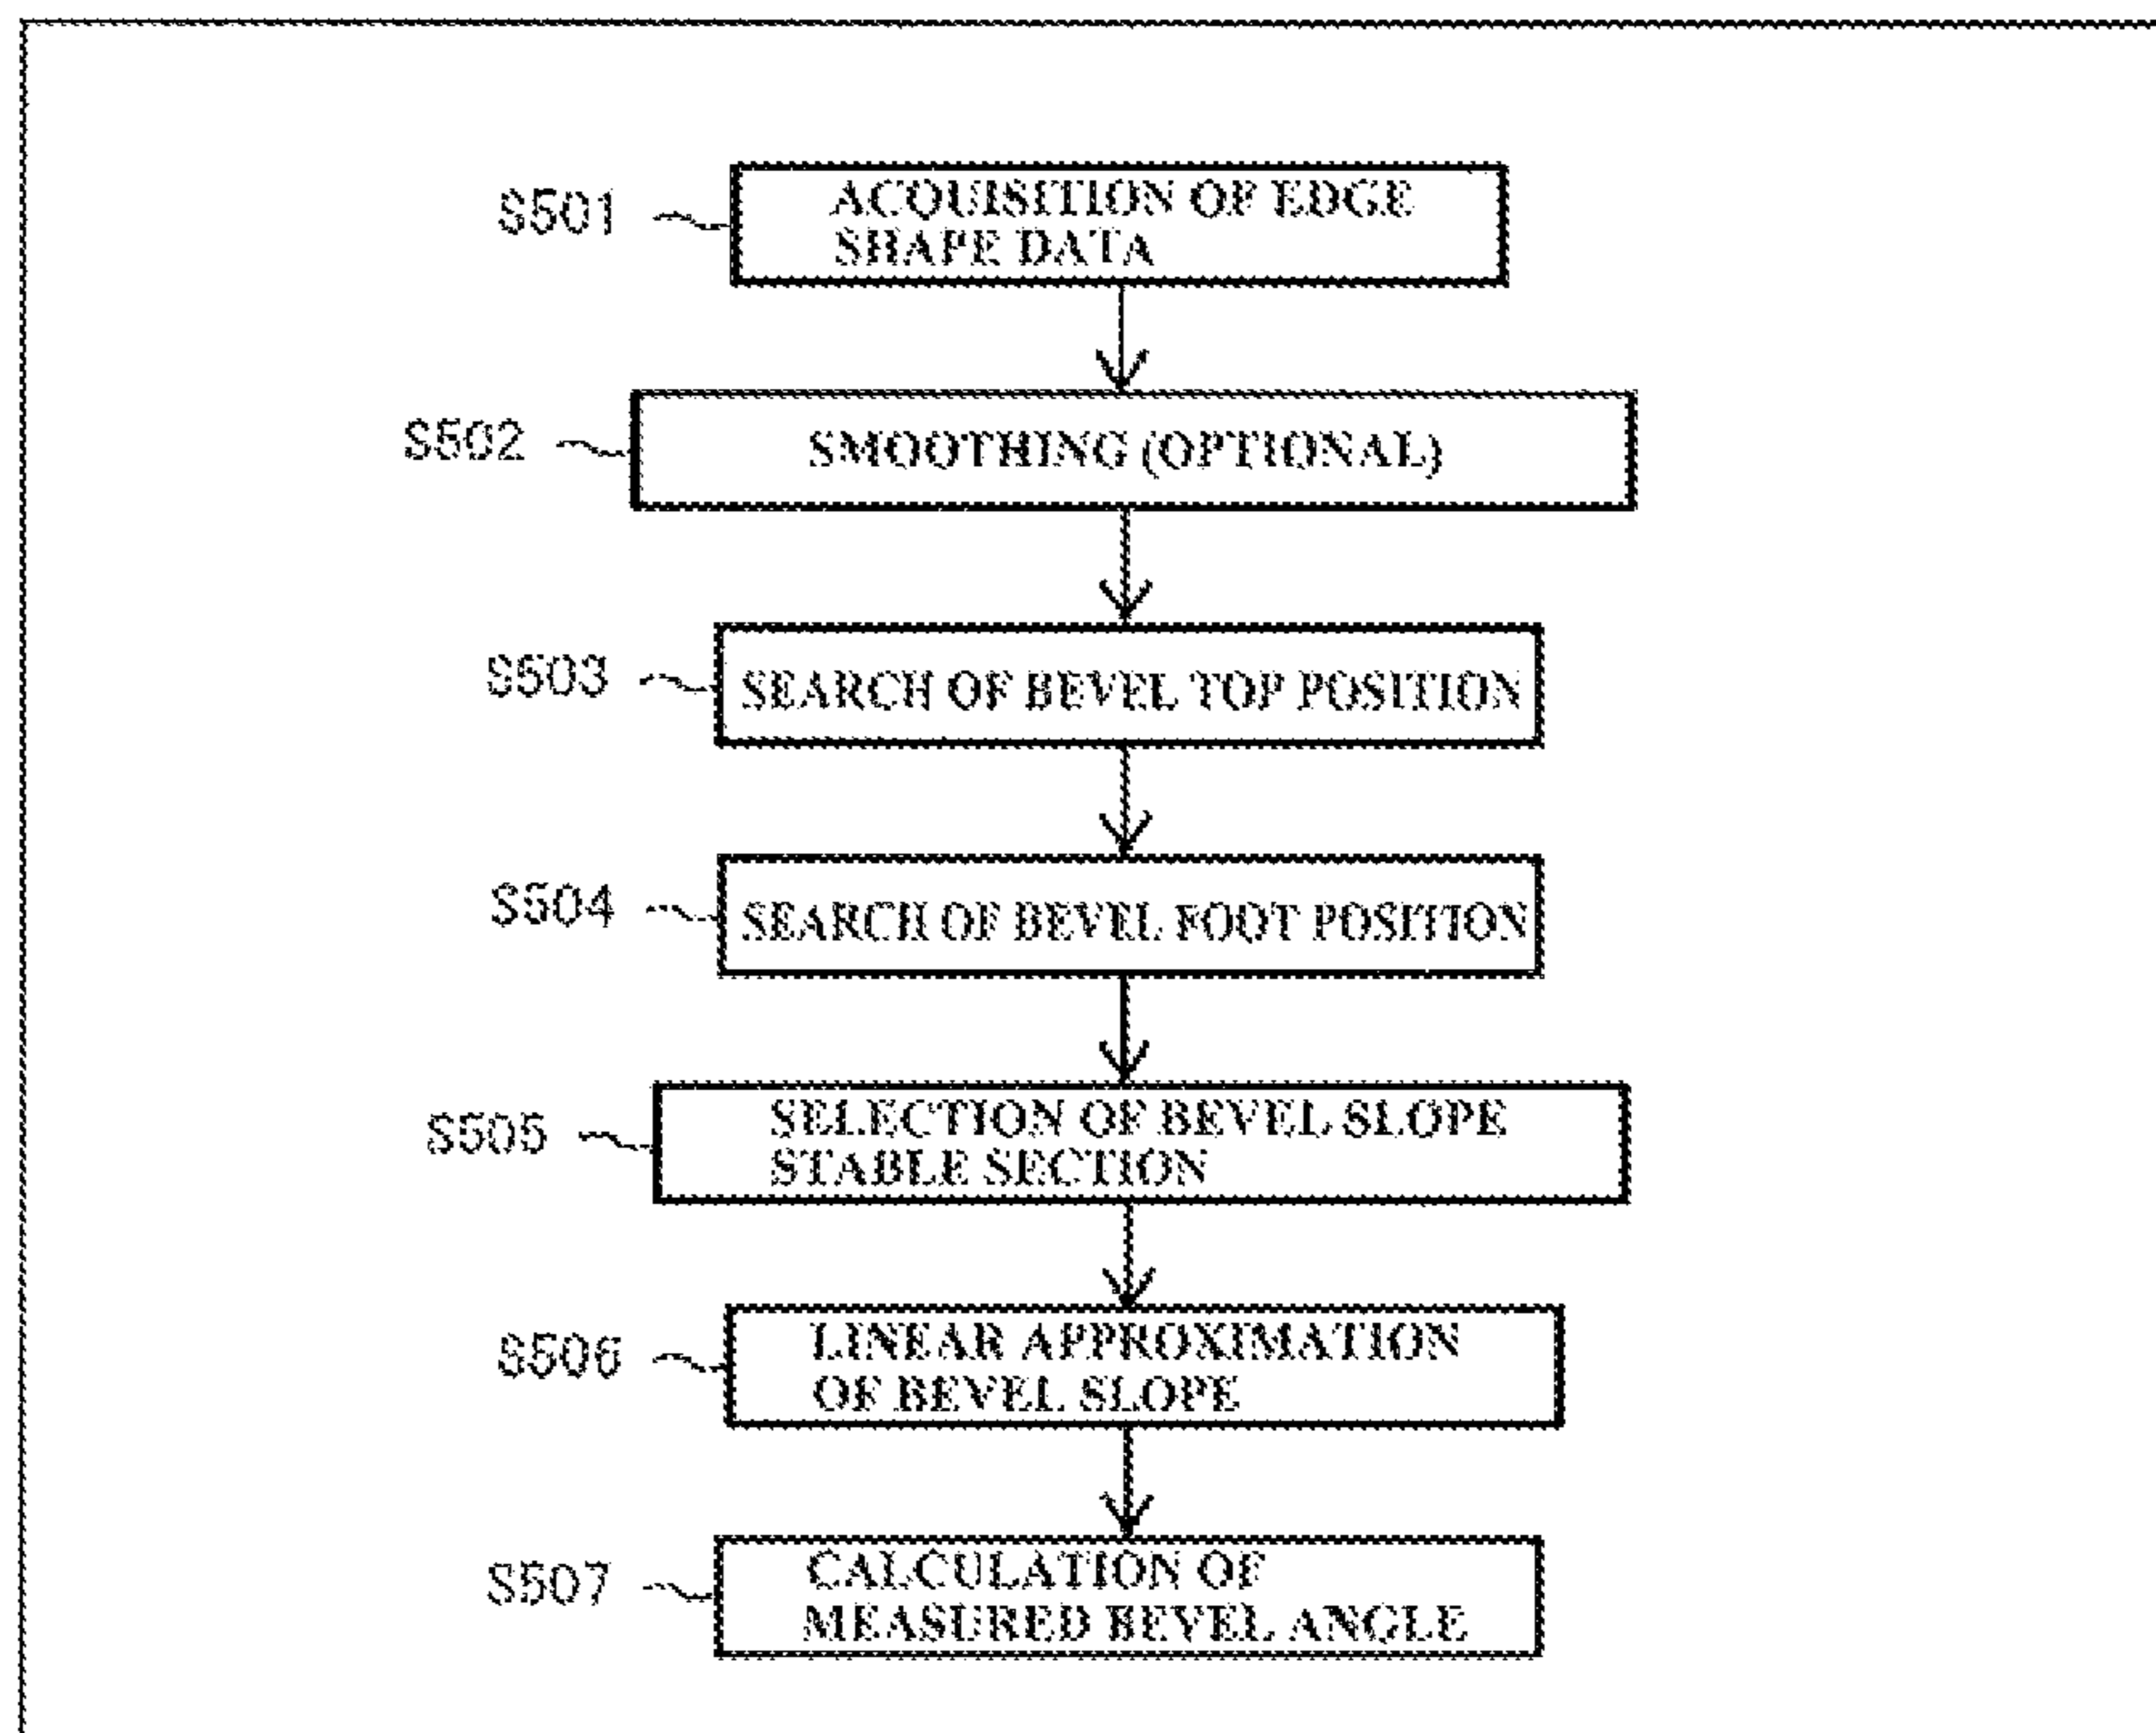 S501
ACQUISITION OF EDGE
SHAPE DATA
S502
SMOOTHING (OPTIONAL)
S503
SEARCH OF BEVEL TOP POSITION
S504
SEARCH OF BEVEL FOOT POSITION
S505
SELECTION OF BEVEL SLOPE
STABLE SECTION
S506
LINEAR APPROXIMATION
OF BEVEL SLOPE
S507
CALCULATION OF
MEASURED BEVEL ANGLE